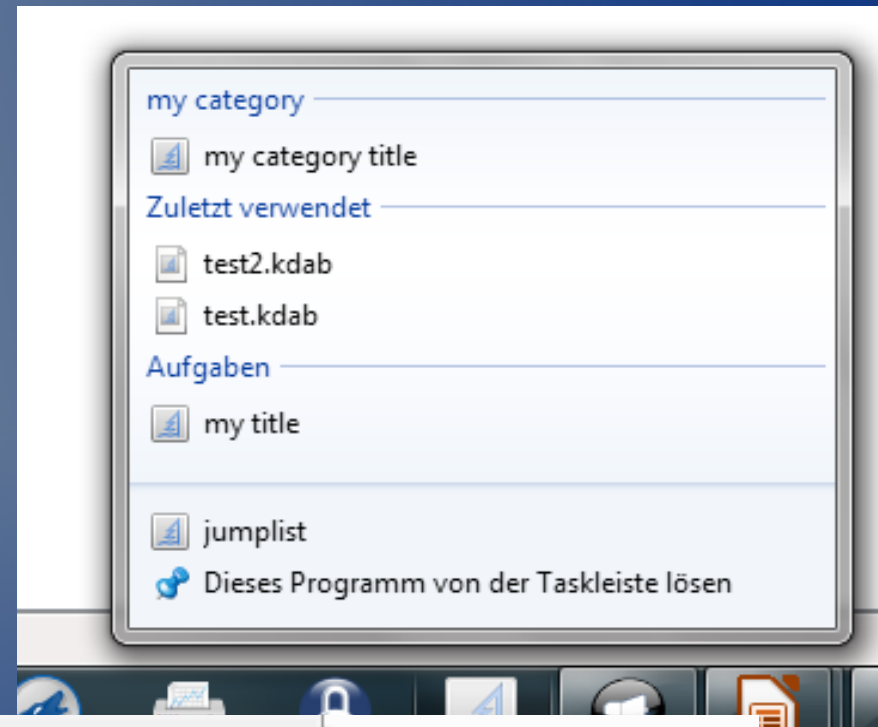 my category
my category title
Zuletzt verwendet
test2.kdab
test.kdab
Aufgaben
my title
jumplist
Dieses Programm von der Taskleiste lösen